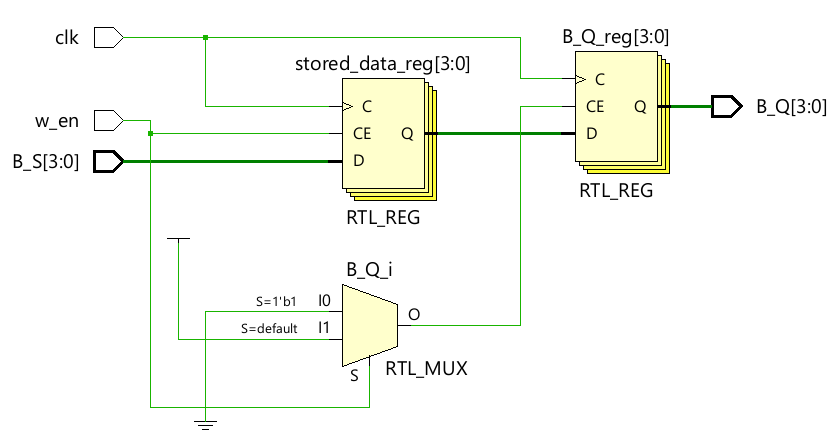 clk
w_en
B_S[3:0]
stored_data_reg[3:0]
C
CE
D
Q
RTL_REG
B_Q_reg[3:0]
C
CE
D
Q
RTL_REG
B_Q[3:0]
B_Q_i
S=1'b1
I0
S=default
I1
O
S
RTL_MUX